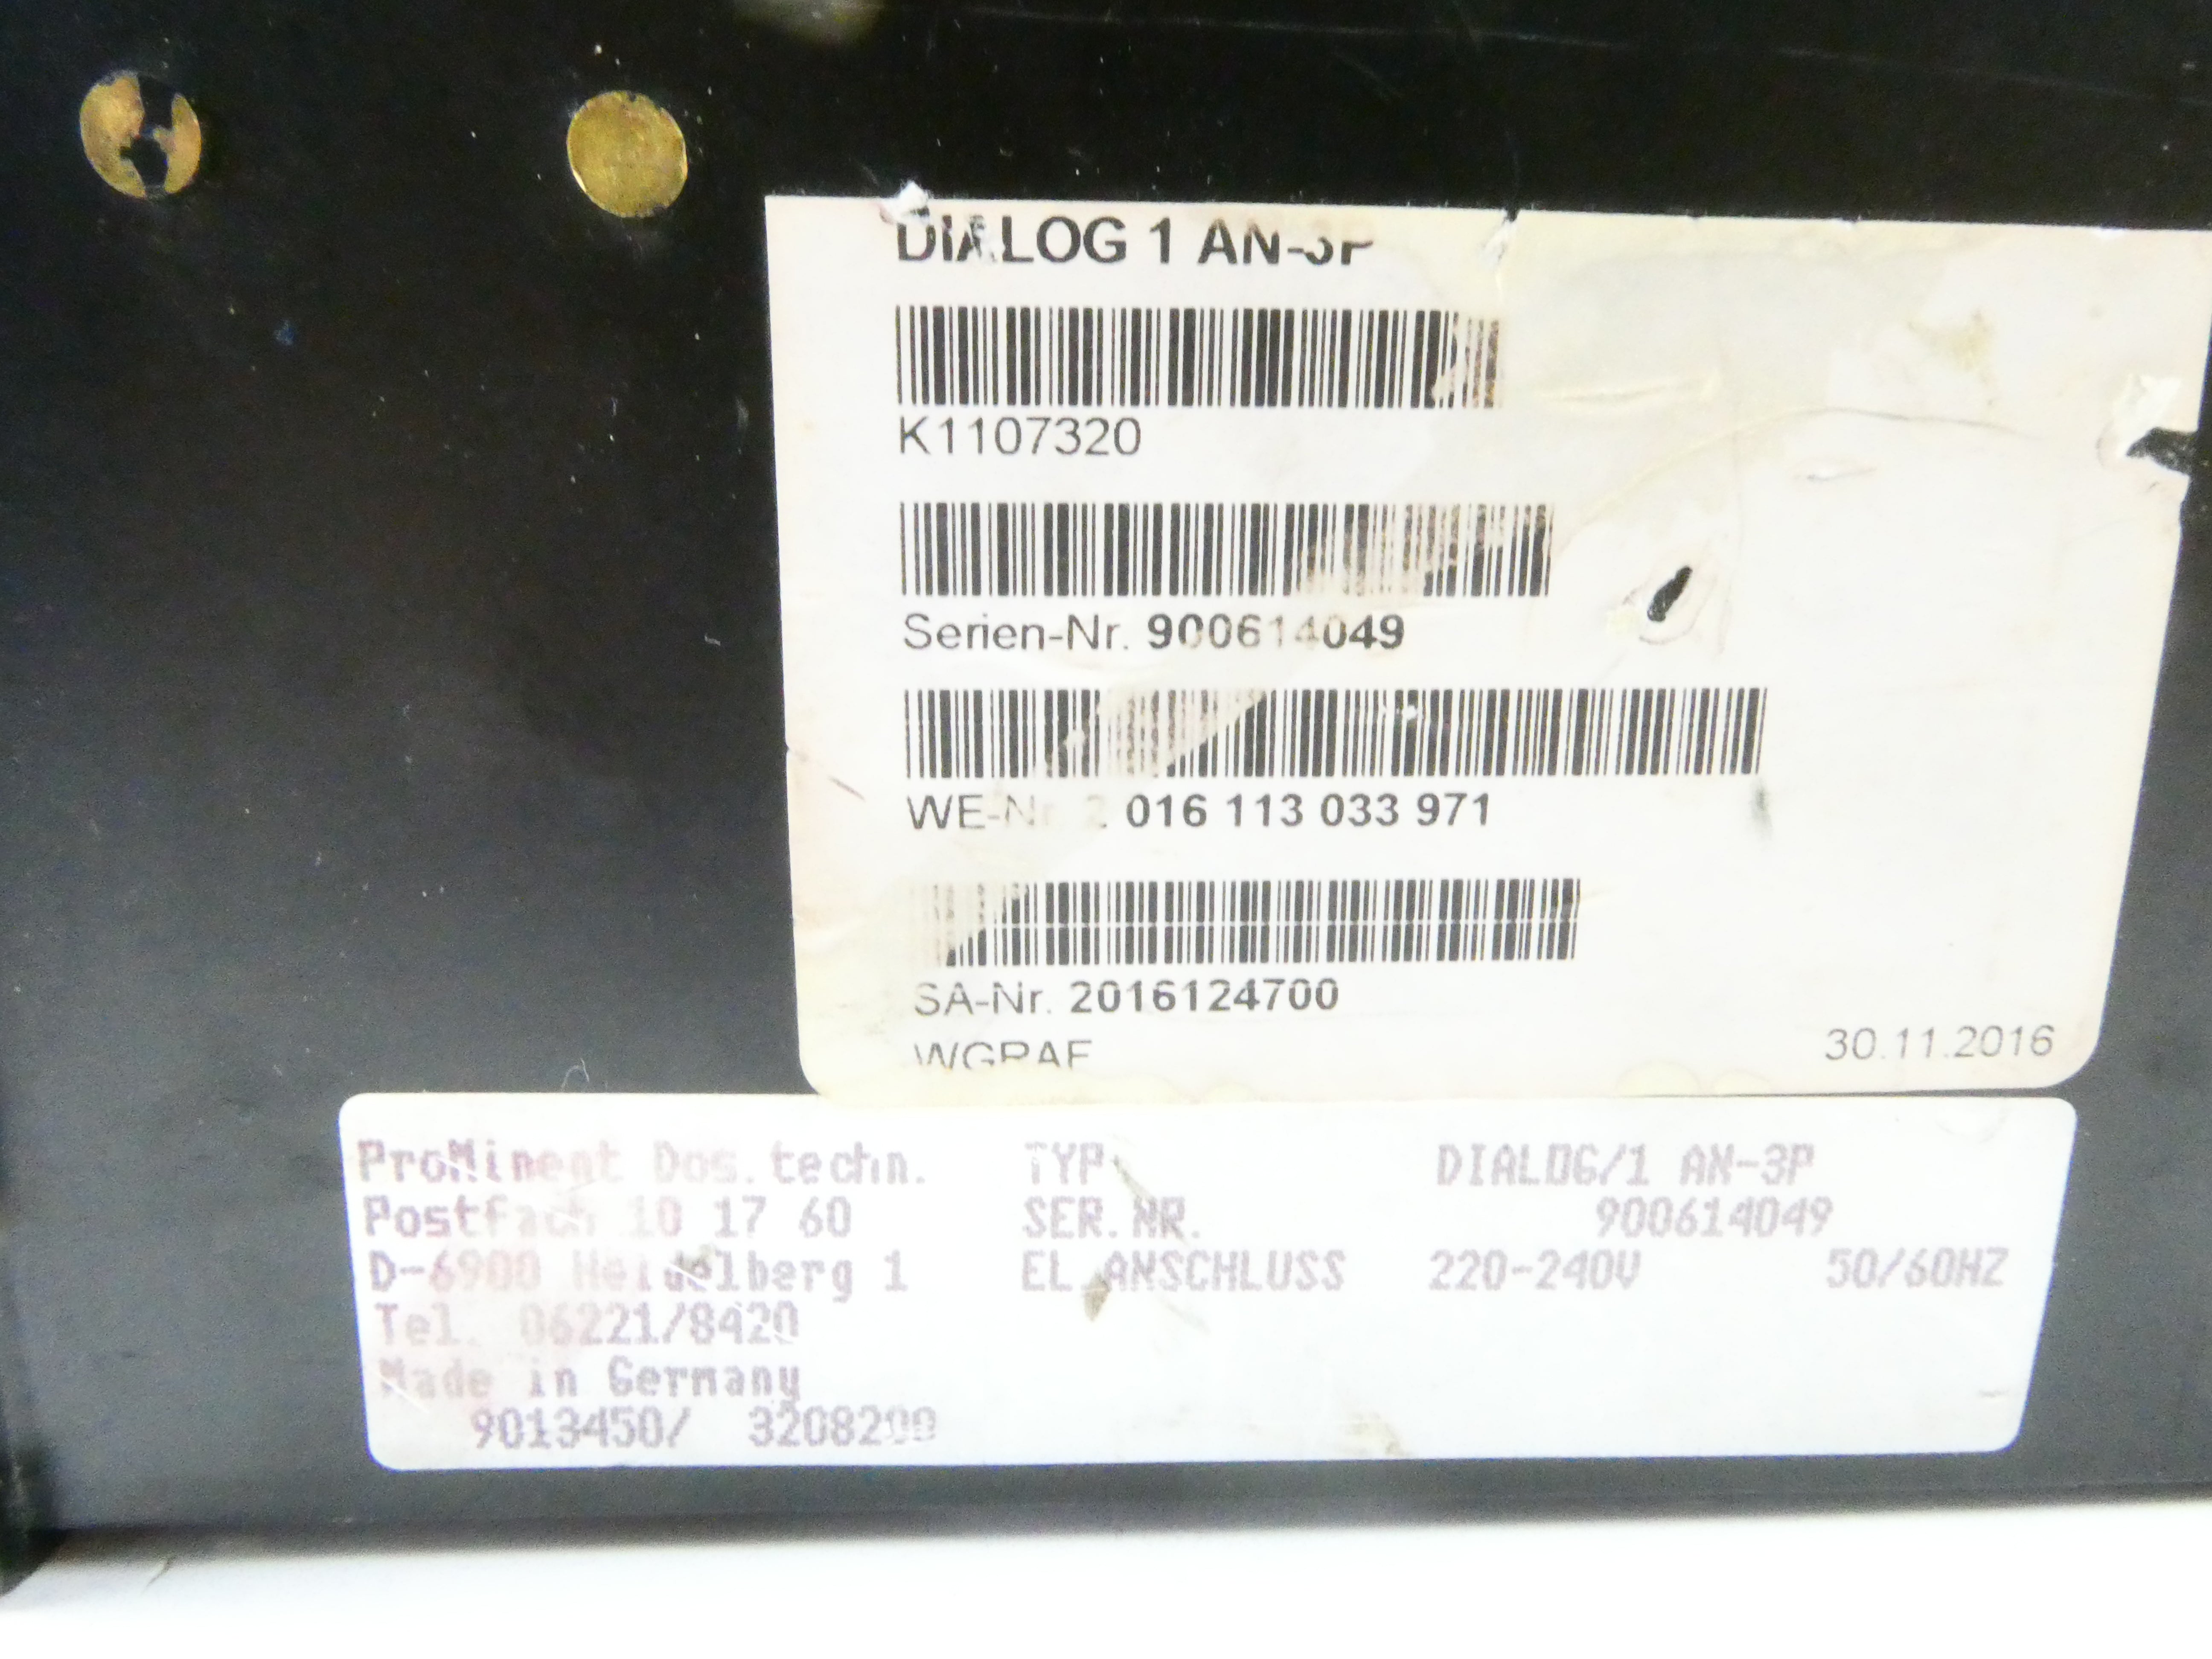 DIALOG 1 AN-3P
K1107320
Serien-Nr. 900614049
WE-Nr. 2 016 113 033 971
SA-Nr. 2016124700
WGRAF 30.11.2016
ProMinent Dos.techn. TYP DIALOG/1 AN-3P
Postfach 10 17 60 SER.NR. 900614049
D-6900 Heidelberg 1 EL.ANSCHLUSS 220-240V 50/60HZ
Tel. 06221/8420
Made in Germany
9013450/ 3208200